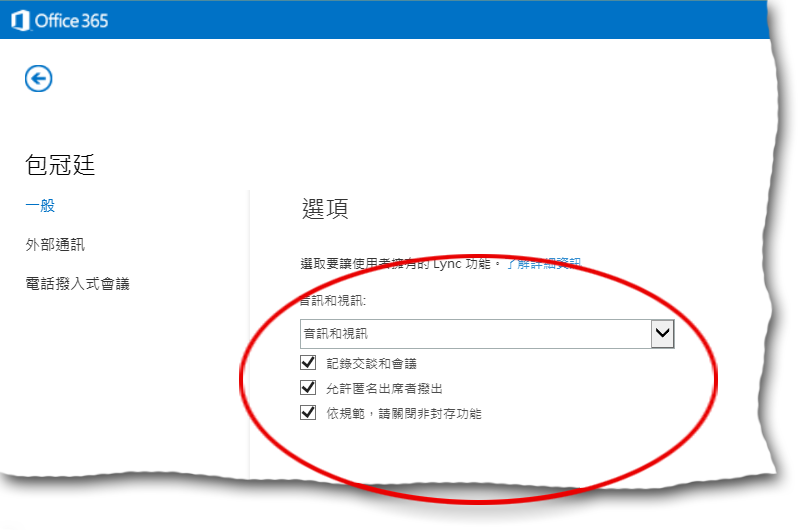 Office 365
包冠廷
一般
外部通訊
電話撥入式會議
選項
選取要讓使用者擁有的 Lync 功能。了解詳細資訊
音訊和視訊:
音訊和視訊
記錄交談和會議
允許匿名出席者撥出
依規範，請關閉非封存功能